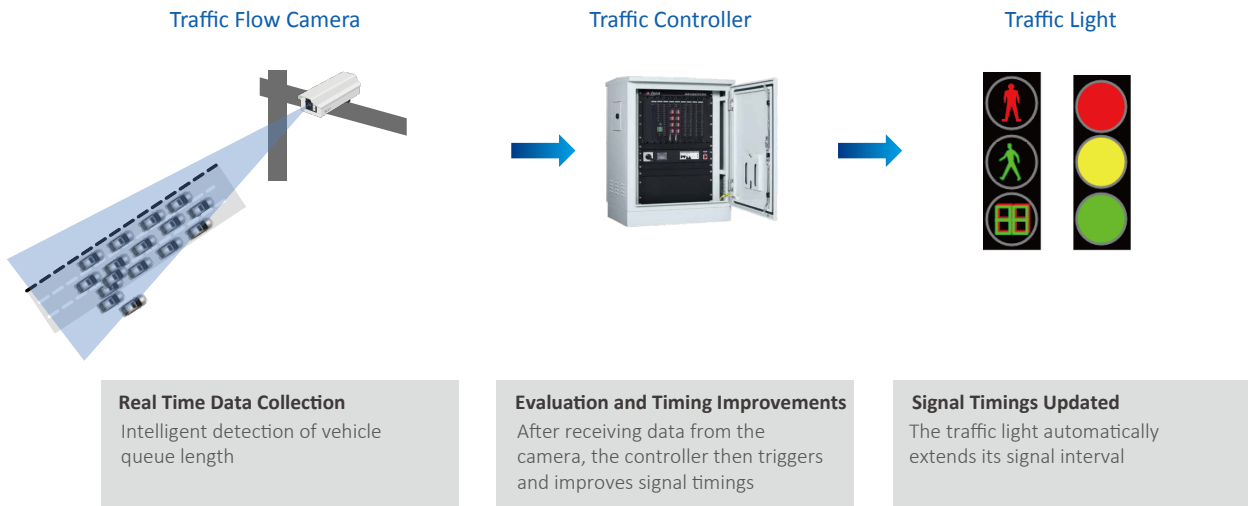 Traffic Flow Camera
Traffic Controller
Traffic Light
Real Time Data Collection
Intelligent detection of vehicle
queue length
Evaluation and Timing Improvements
After receiving data from the
camera, the controller then triggers
and improves signal timings
Signal Timings Updated
The traffic light automatically
extends its signal interval